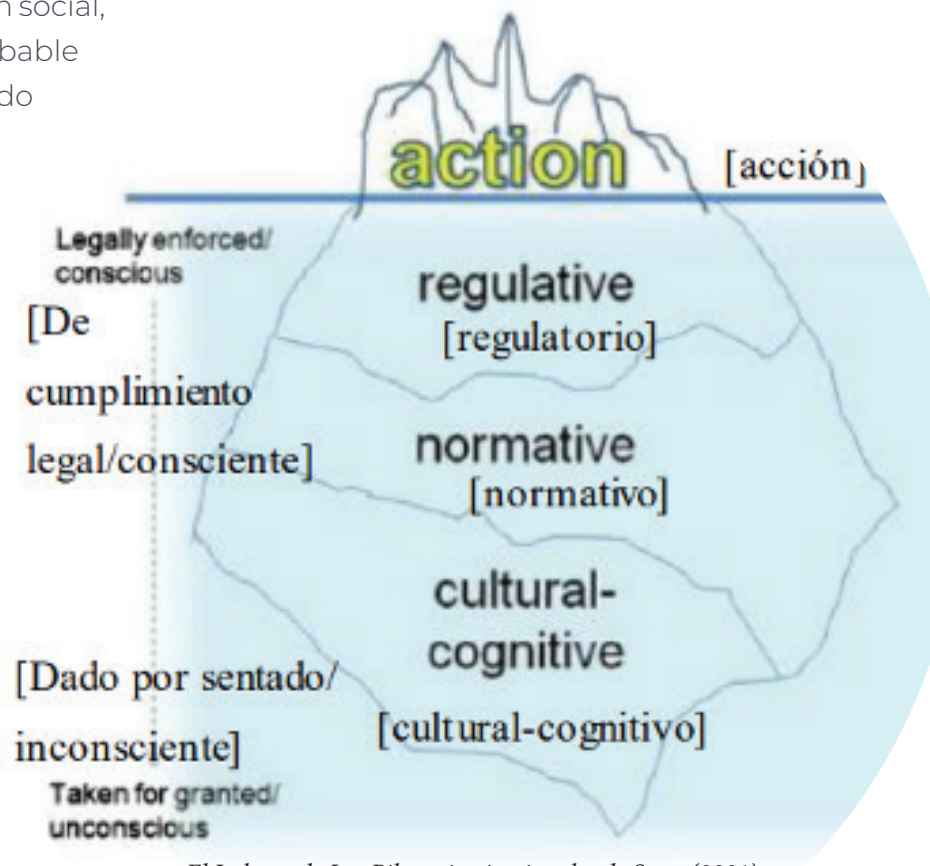 n social,
bable
do
action
[acción]
Legally enforced/
conscious
[De
cumplimiento
legal/consciente]
regulative
[regulatorio]
normative
[normativo]
cultural-
cognitive
[cultural-cognitivo]
[Dado por sentado/
inconsciente]
Taken for granted/
unconscious